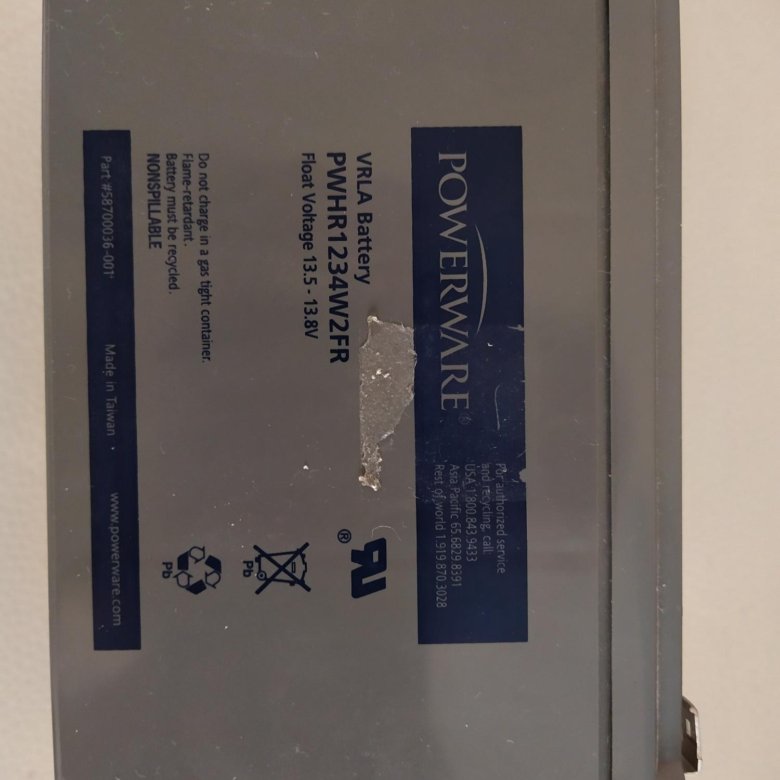 POWERWARE®
For authorized service
and recycling, call:
USA 1.800.843.9433
Asia Pacific 65.6829.8391
Rest of world 1.919.870.3028
VRLA Battery
PWHR1234W2FR
Float Voltage 13.5 - 13.8V
®
Pb
Pb
Do not charge in a gas tight container.
Flame-retardant.
Battery must be recycled.
NONSPILLABLE
Part #58700036-001 Made in Taiwan www.powerware.com